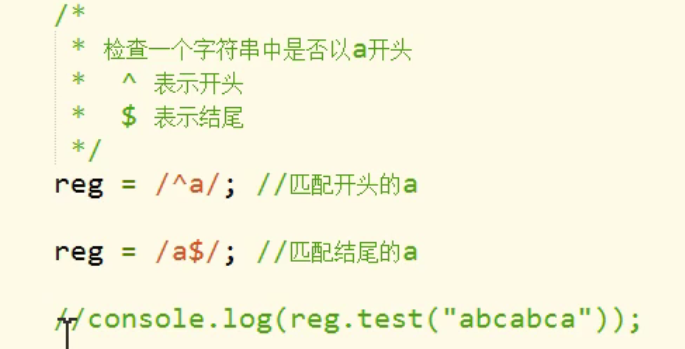 /*
 * 检查一个字符串中是否以a开头
 *  ^ 表示开头
 *  $ 表示结尾
 */
reg = /^a/; //匹配开头的a
reg = /a$/; //匹配结尾的a
//console.log(reg.test("abcabca"));